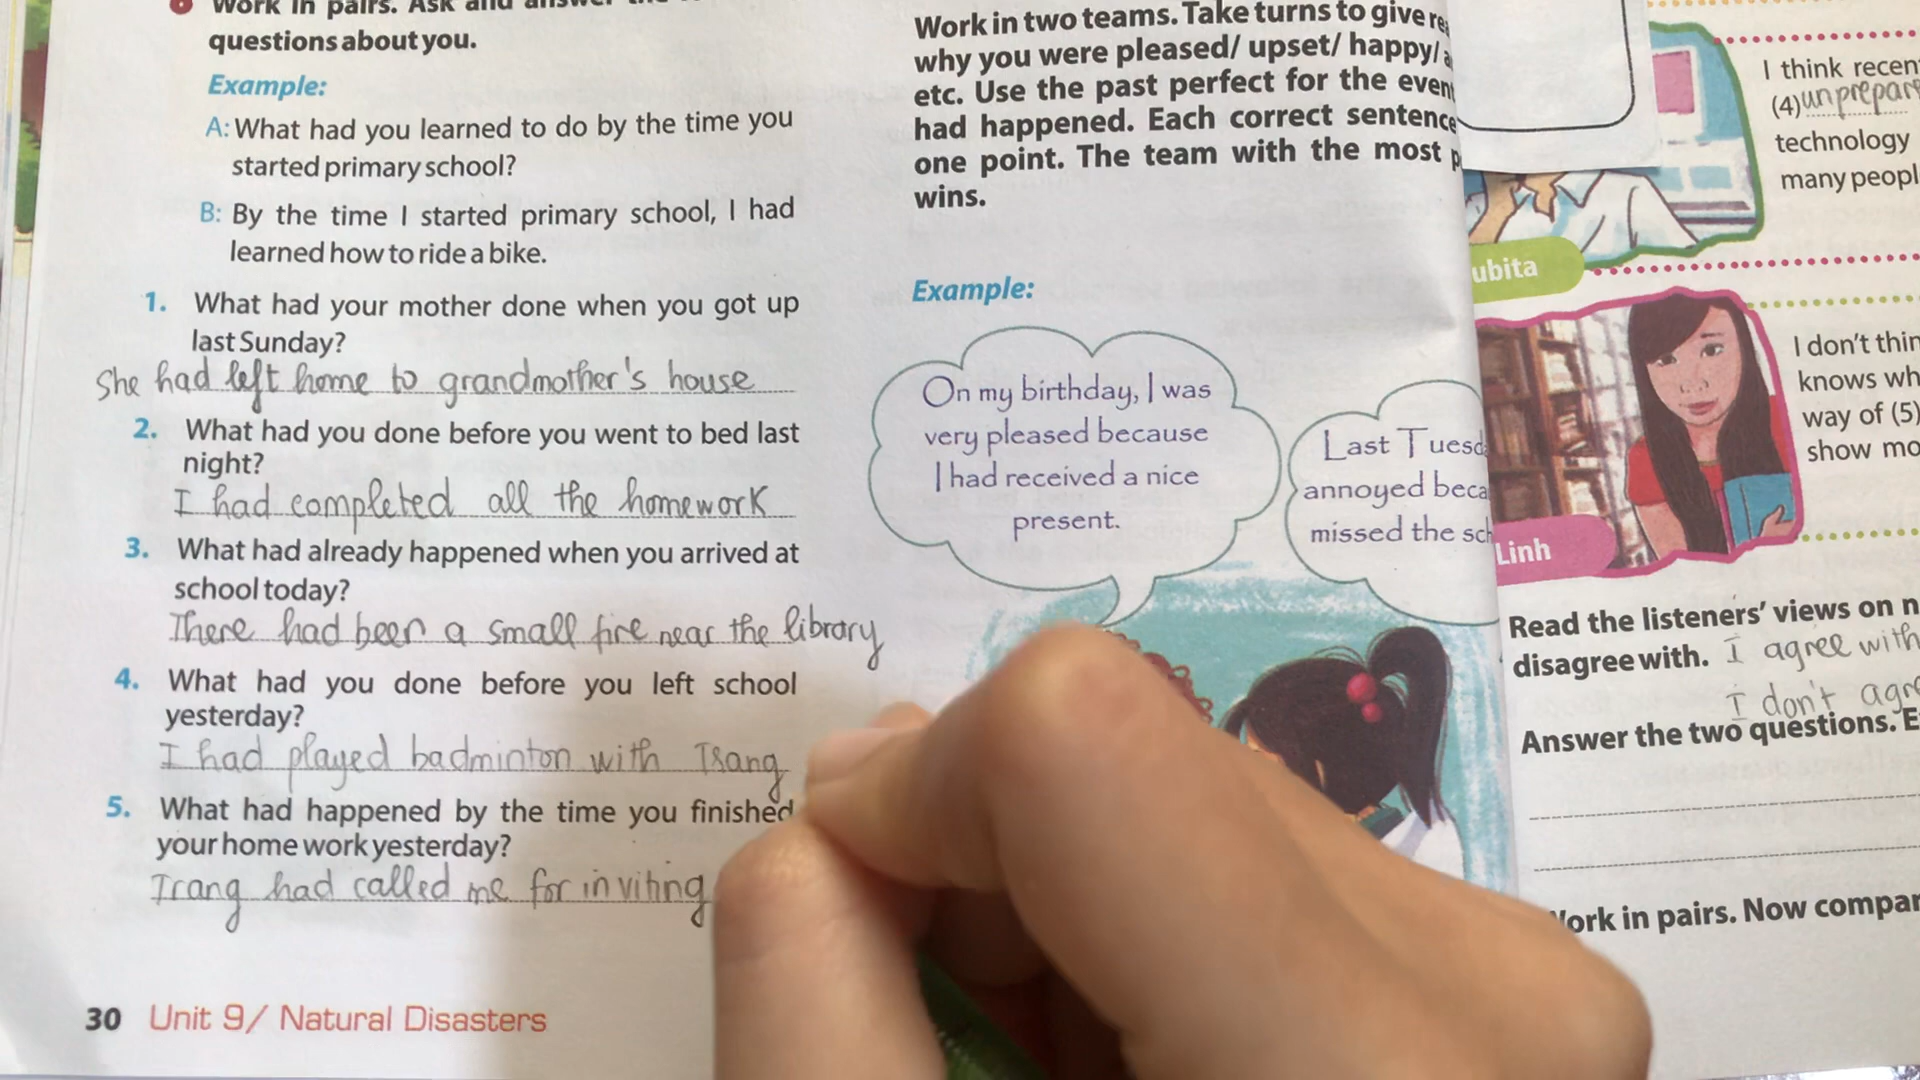 Work in pairs. Ask and answer the
questions about you.
Example:
A: What had you learned to do by the time you
started primary school?
B: By the time I started primary school, I had
learned how to ride a bike.
1. What had your mother done when you got up
last Sunday?
She had left home to grandmother's house
2. What had you done before you went to bed last
night?
I had completed all the homework
3. What had already happened when you arrived at
school today?
There had been a small fire near the library
4. What had you done before you left school
yesterday?
I had played badminton with Trang
5. What had happened by the time you finished
your home work yesterday?
Trang had called me for inviting
30 Unit 9/ Natural Disasters
Work in two teams. Take turns to give
why you were pleased/ upset/ happy/
etc. Use the past perfect for the even
had happened. Each correct sentence
one point. The team with the most p
wins.
Example:
On my birthday, I was
very pleased because
I had received a nice
present.
Last Tuesd
annoyed beca
missed the sch
I think recen
(4) unprepar
technology
many peopl
ubita
I don't thin
knows wh
way of (5)
show mo
Linh
Read the listeners' views on n
disagree with. I agree with
I don't agre
Answer the two questions. E
Work in pairs. Now compar